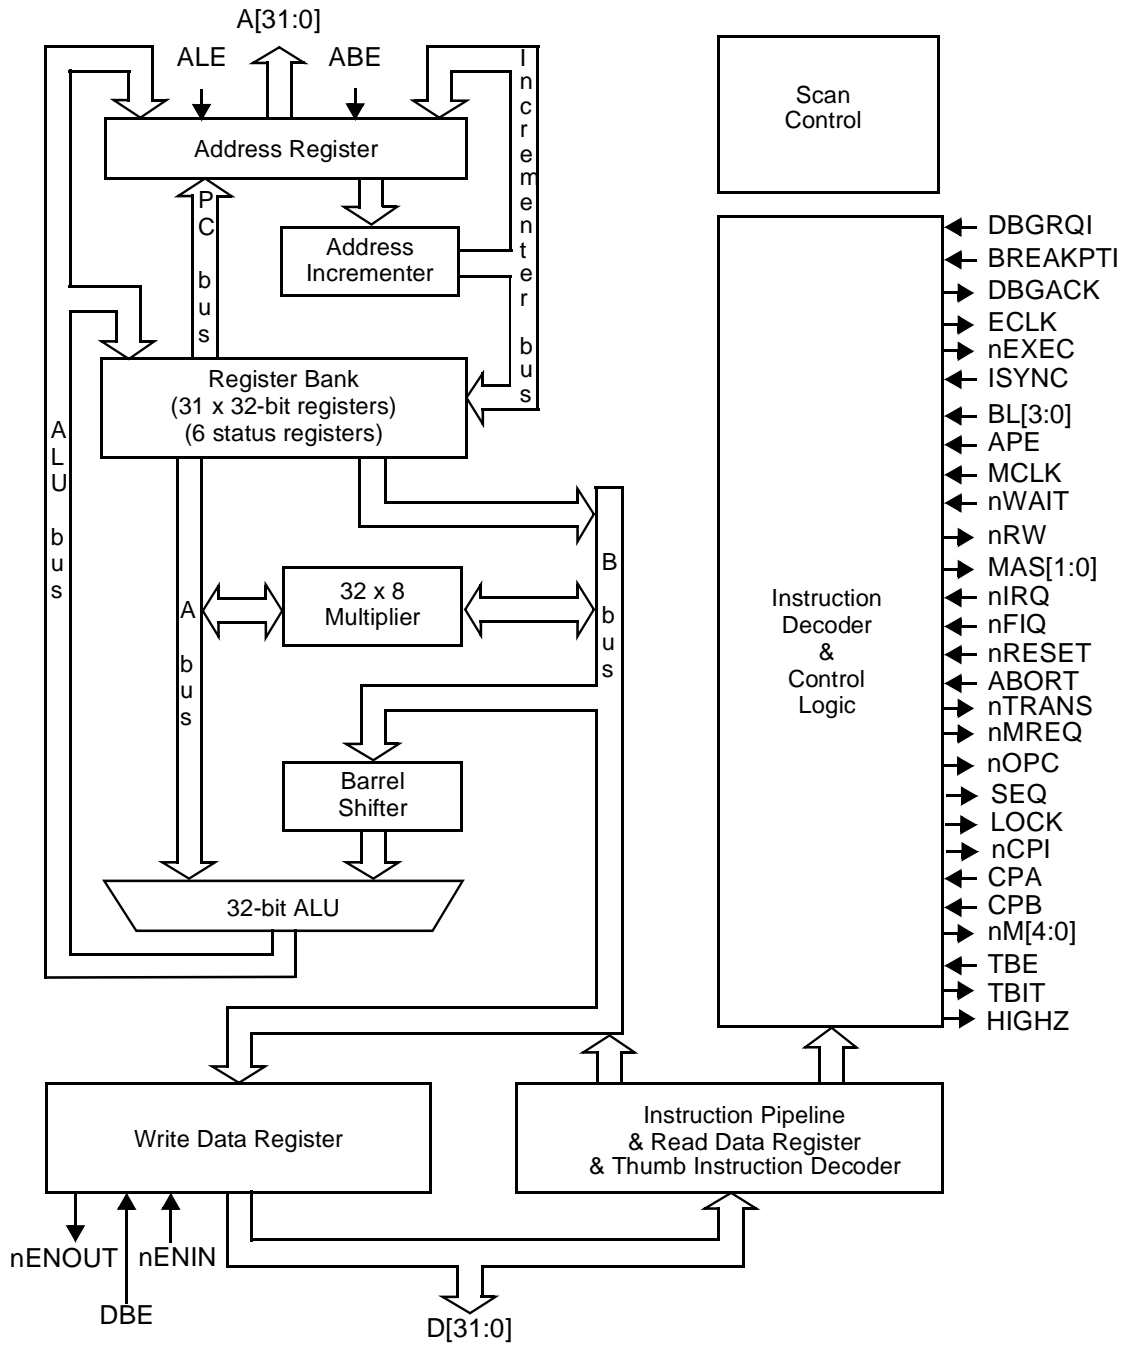 A[31:0]
ALE
ABE
Incrementer bus
Scan
Control
Address Register
PC bus
Address
Incrementer
Register Bank
(31 x 32-bit registers)
(6 status registers)
ALU bus
A bus
B bus
32 x 8
Multiplier
Barrel
Shifter
32-bit ALU
Instruction
Decoder
&
Control
Logic
DBGRQI
BREAKPTI
DBGACK
ECLK
nEXEC
ISYNC
BL[3:0]
APE
MCLK
nWAIT
nRW
MAS[1:0]
nIRQ
nFIQ
nRESET
ABORT
nTRANS
nMREQ
nOPC
SEQ
LOCK
nCPI
CPA
CPB
nM[4:0]
TBE
TBIT
HIGHZ
Write Data Register
Instruction Pipeline
& Read Data Register
& Thumb Instruction Decoder
nENOUT
nENIN
DBE
D[31:0]